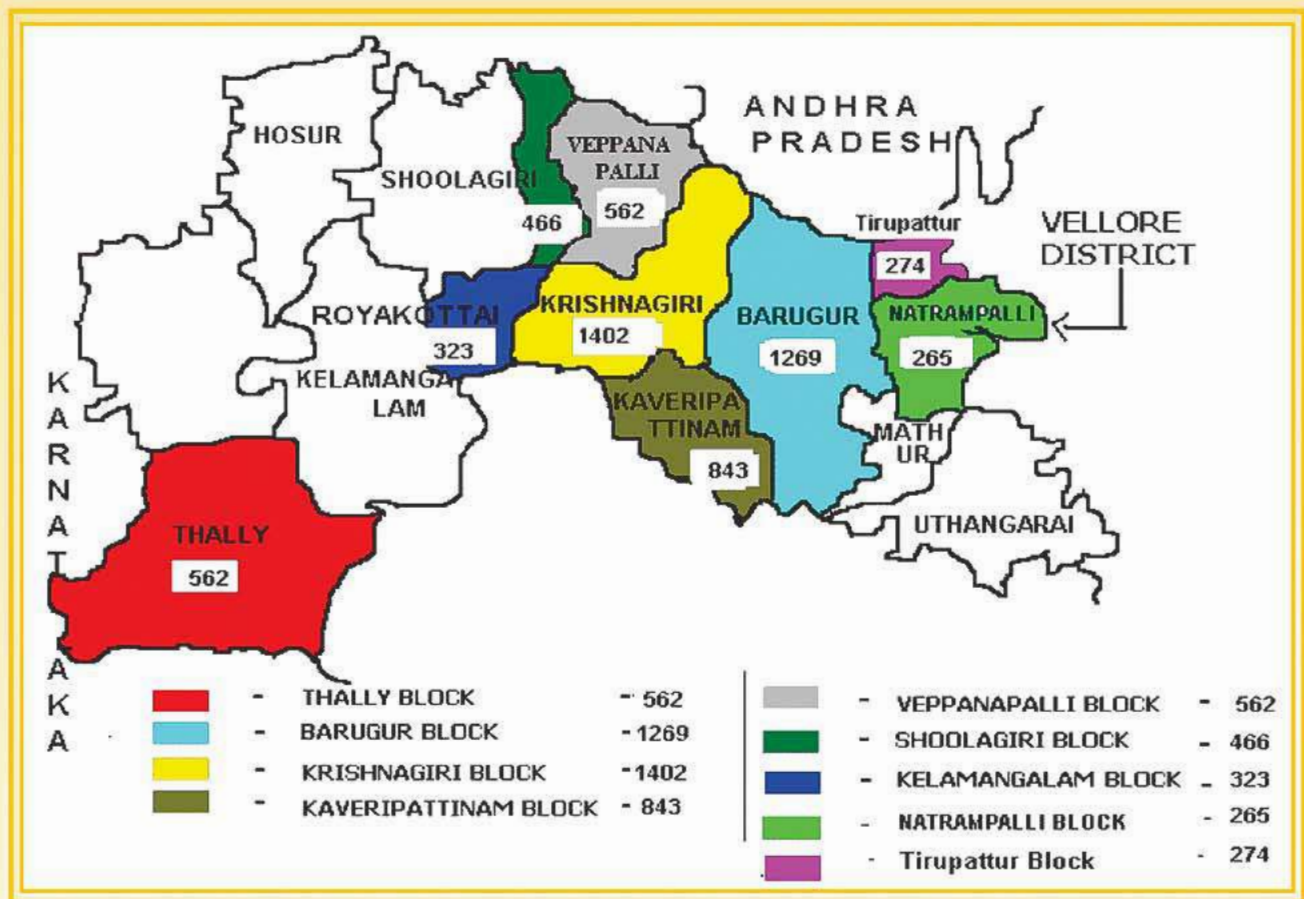 ANDHRA
PRADESH
HOSUR
VEPPANA
PALLI
562
SHOOLAGIRI
466
Tirupattur
274
VELLORE
DISTRICT
ROYAKOTTAI
323
KRISHNAGIRI
1402
BARUGUR
1269
NATRAMPALLI
265
KELAMANGA
LAM
KAVERIPA
TTINAM
843
MATH
UR
UTHANGARAI
KARNATAKA
THALLY
562
- THALLY BLOCK - 562
- BARUGUR BLOCK - 1269
- KRISHNAGIRI BLOCK - 1402
- KAVERIPATTINAM BLOCK - 843
- VEPPANAPALLI BLOCK - 562
- SHOOLAGIRI BLOCK - 466
- KELAMANGALAM BLOCK - 323
- NATRAMPALLI BLOCK - 265
- Tirupattur Block - 274